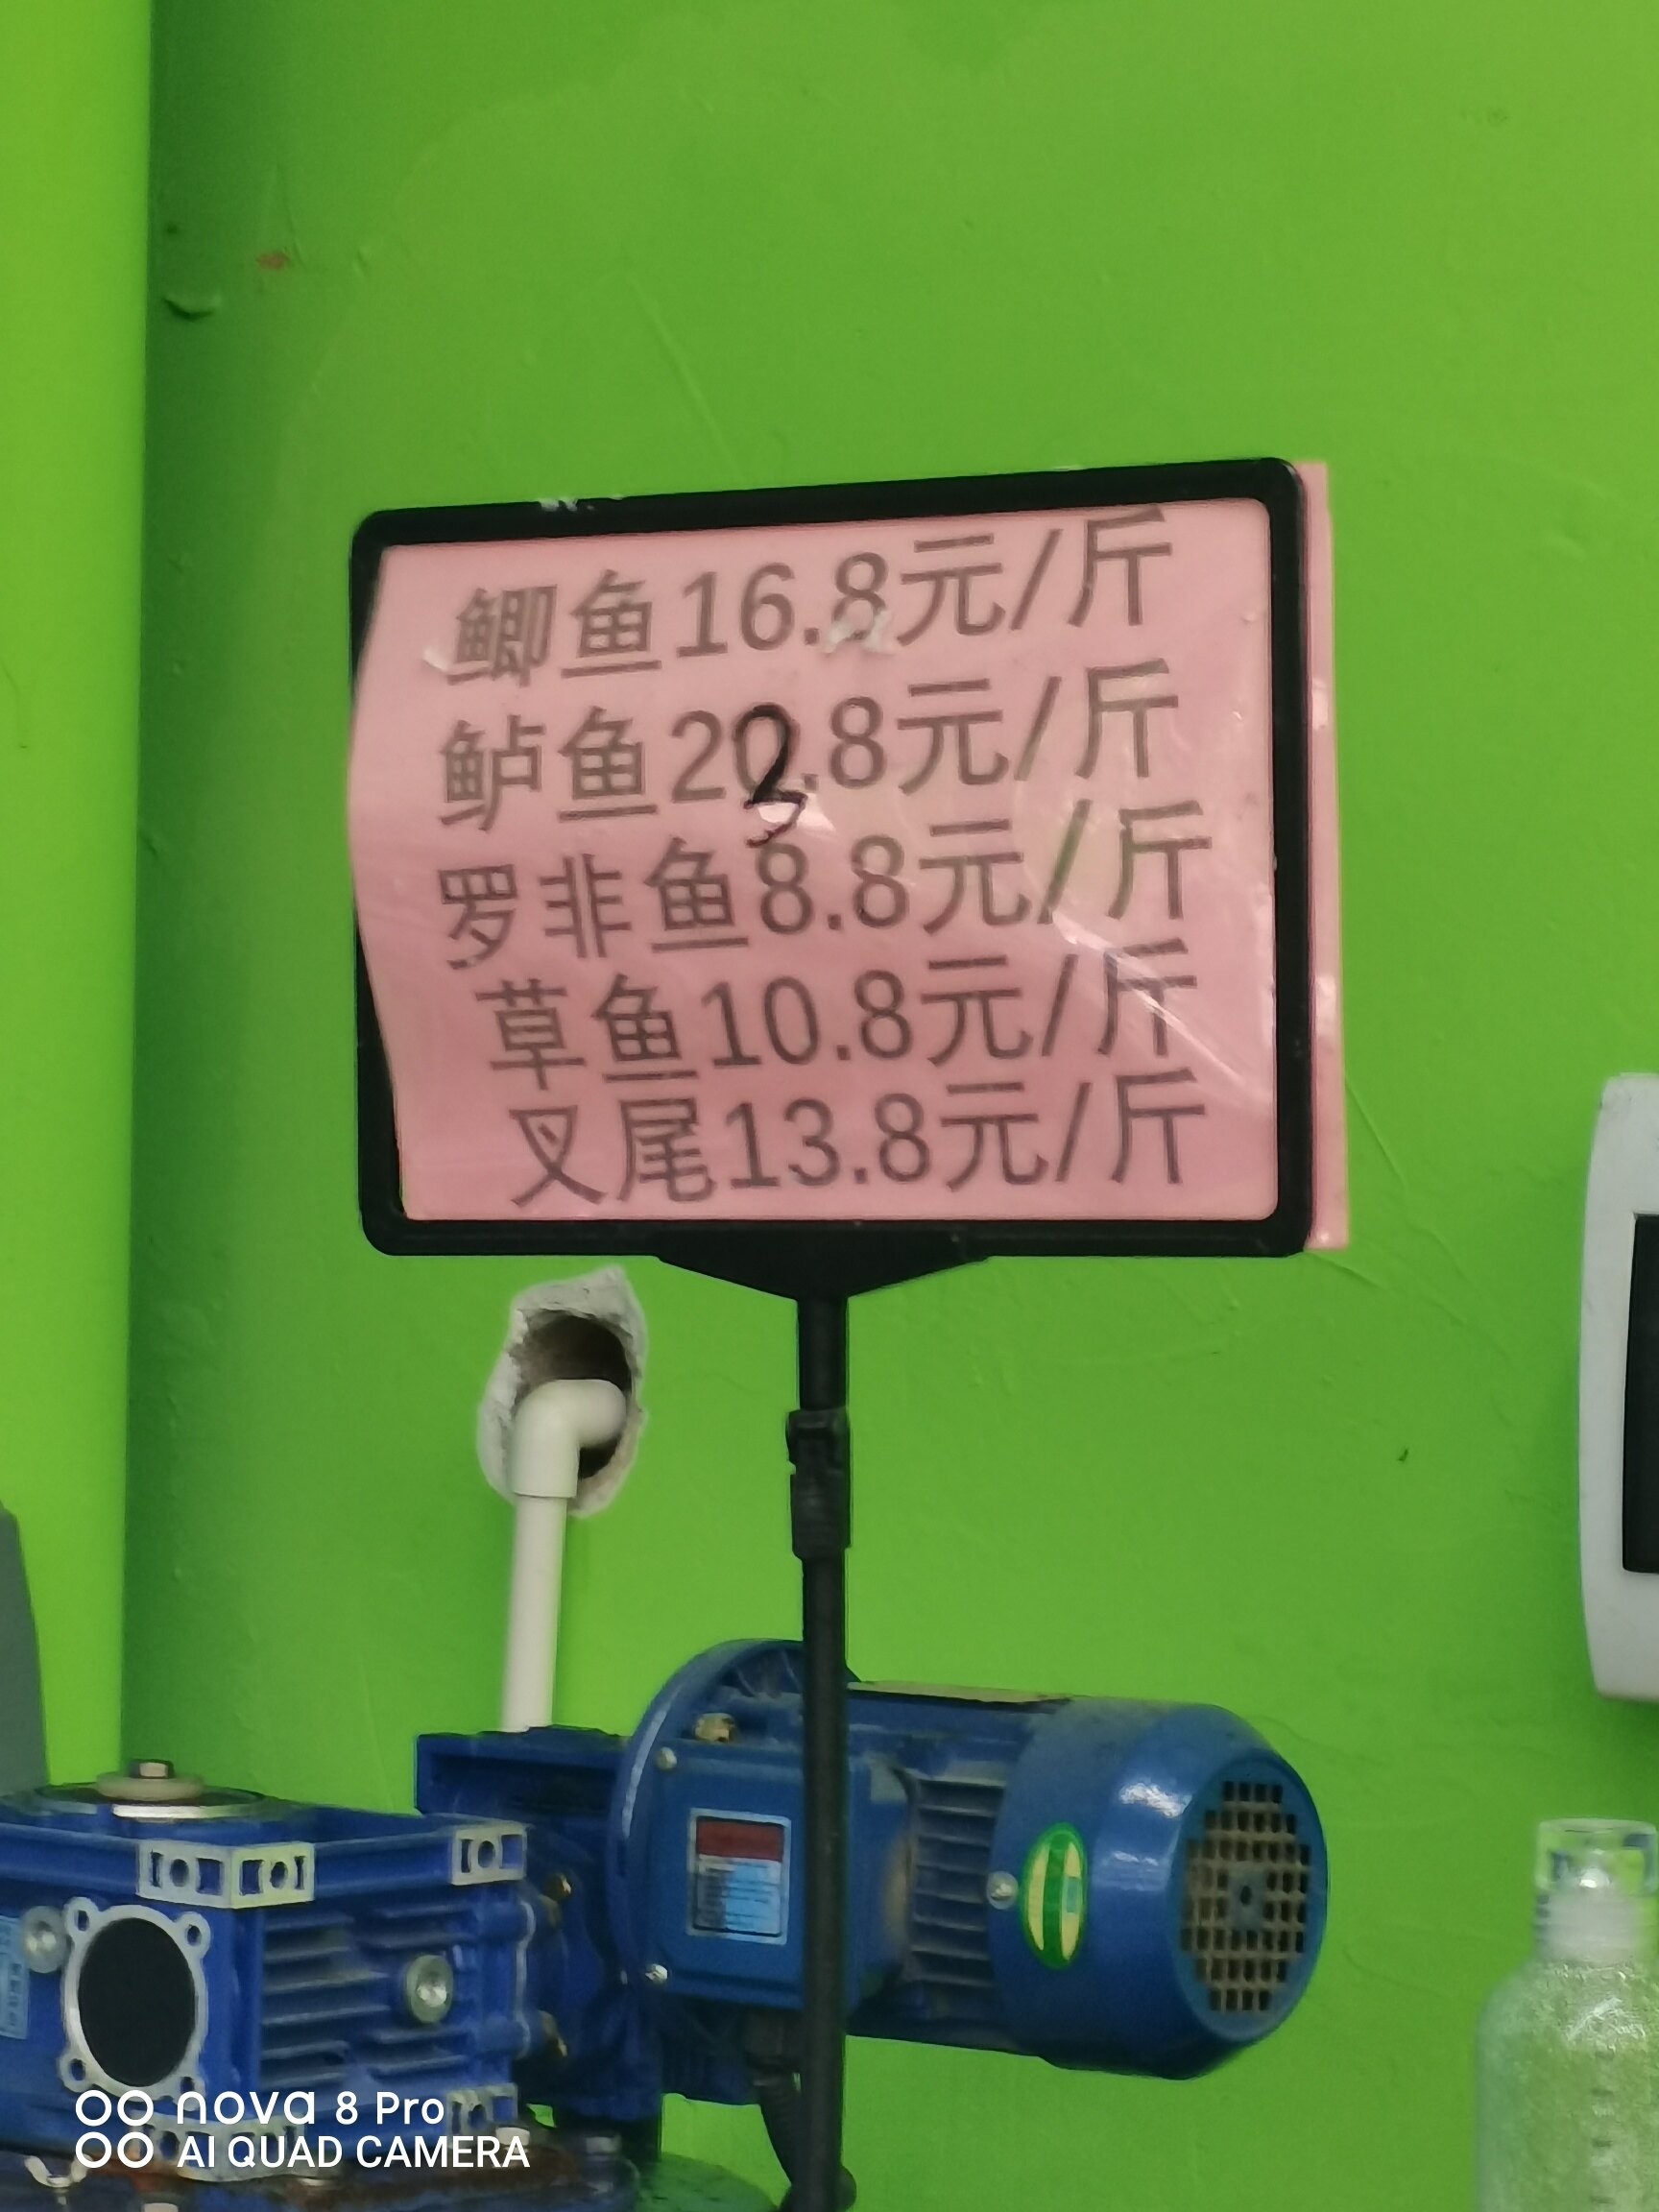 鲫鱼16.8元/斤
鲈鱼23.8元/斤
罗非鱼8.8元/斤
草鱼10.8元/斤
叉尾13.8元/斤
nova 8 Pro
AI QUAD CAMERA